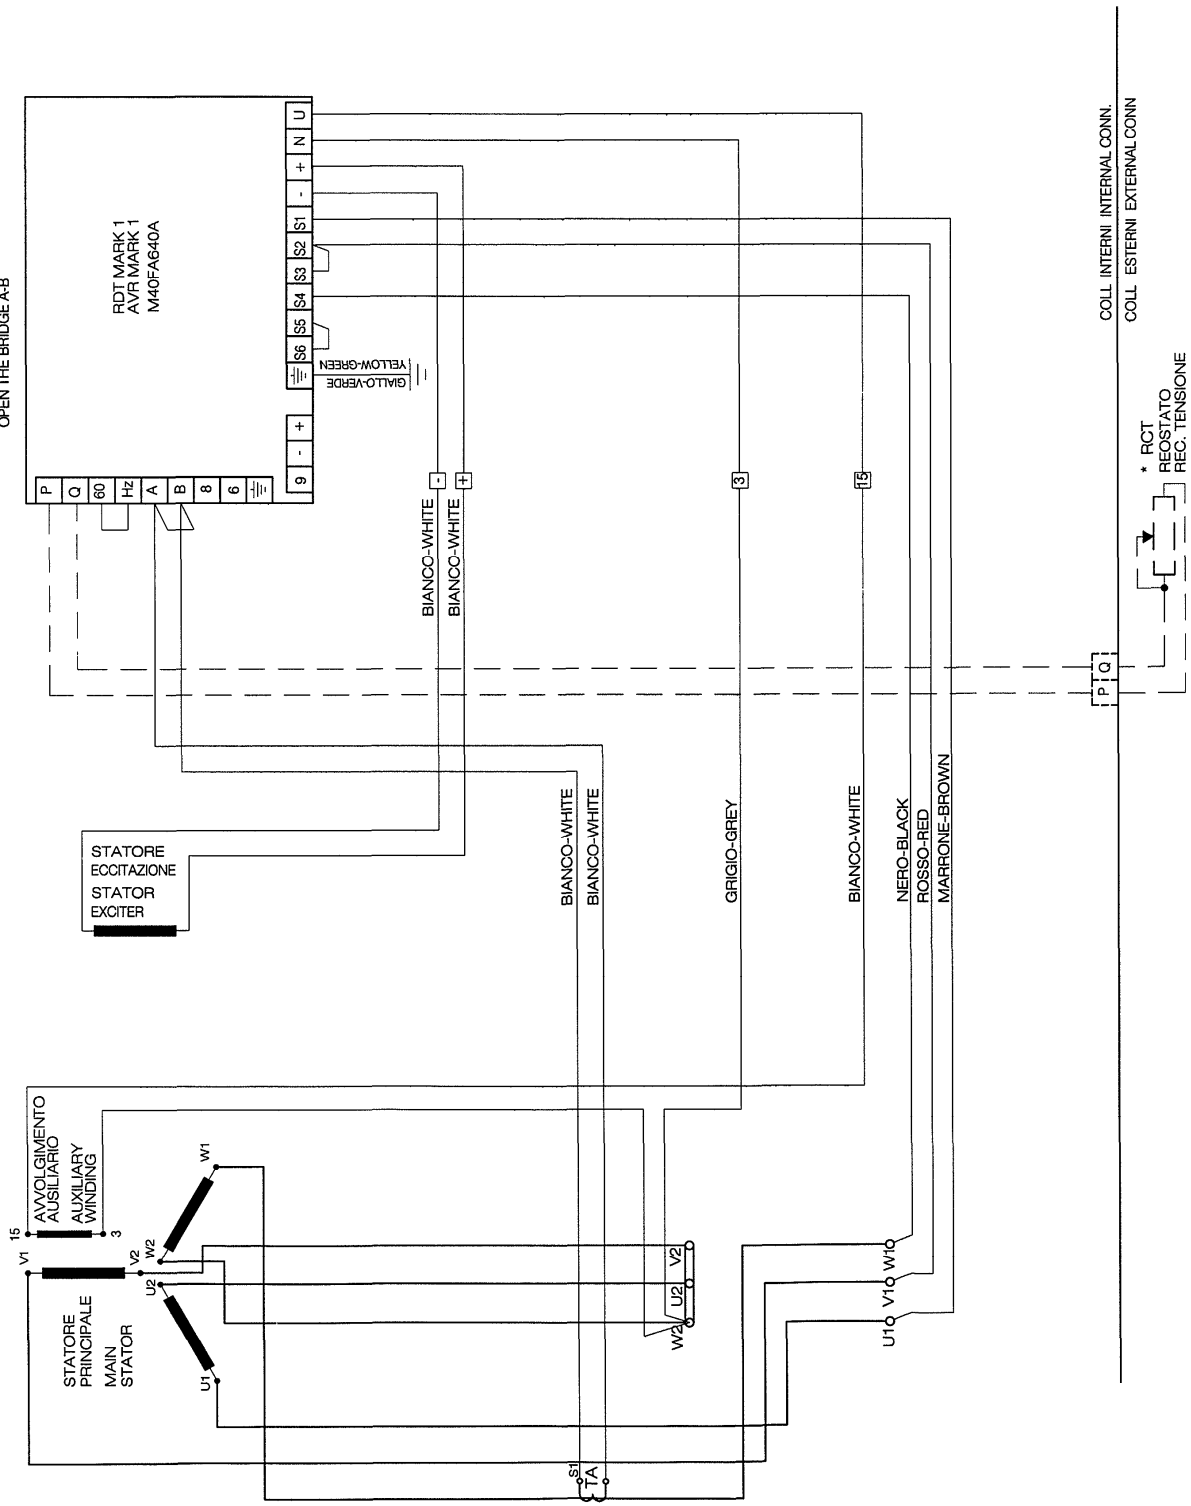 OPEN THE BRIDGE A-B
RDT MARK 1
AVR MARK 1
M40FA640A
U
N
+
-
S1
S2
S3
S4
S5
S6
+
-
9
P
Q
60
Hz
A
B
8
6
GIALLO-VERDE
YELLOW-GREEN
COLL INTERNI INTERNAL CONN.
COLL ESTERNI EXTERNAL CONN
* RCT
REOSTATO
REC. TENSIONE
BIANCO-WHITE
-
BIANCO-WHITE
+
3
15
Q
P
STATORE
ECCITAZIONE
STATOR
EXCITER
BIANCO-WHITE
BIANCO-WHITE
GRIGIO-GREY
BIANCO-WHITE
NERO-BLACK
ROSSO-RED
MARRONE-BROWN
AVVOLGIMENTO
AUSILIARIO
AUXILIARY
WINDING
15
3
V1
V2
W2
U2
W1
U1
STATORE
PRINCIPALE
MAIN
STATOR
V2
U2
W2
W1
V1
U1
S1
TA